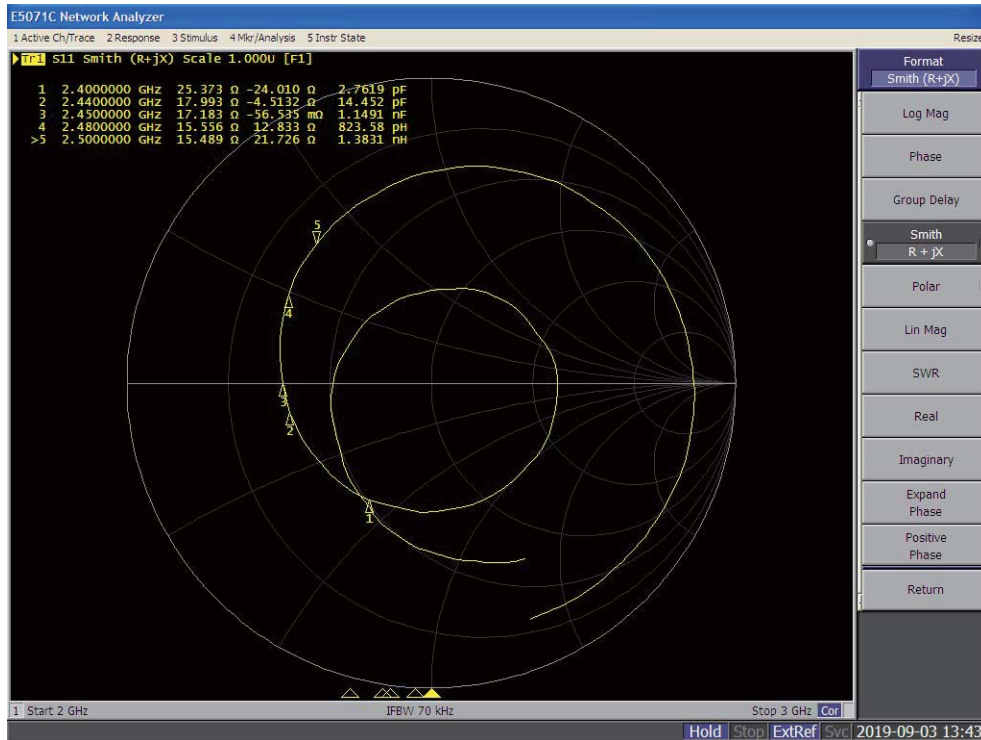 E5071C Network Analyzer
1 Active Ch/Trace 2 Response 3 Stimulus 4 Mkr/Analysis 5 Instr State
Resize
Tr1 S11 Smith (R+jX) Scale 1.000U [F1]
1 2.4000000 GHz 25.373 Ω -24.010 Ω 2.7619 pF
2 2.4400000 GHz 17.993 Ω -4.5132 Ω 14.452 pF
3 2.4500000 GHz 17.183 Ω -56.535 mΩ 1.1491 nF
4 2.4800000 GHz 15.556 Ω 12.833 Ω 823.58 pH
>5 2.5000000 GHz 15.489 Ω 21.726 Ω 1.3831 nH
5
4
3
2
1
Format
Smith (R+jX)
Log Mag
Phase
Group Delay
Smith
R + jX
Polar
Lin Mag
SWR
Real
Imaginary
Expand
Phase
Positive
Phase
Return
1 Start 2 GHz IFBW 70 kHz Stop 3 GHz Cor
Hold Stop ExtRef Svc 2019-09-03 13:43